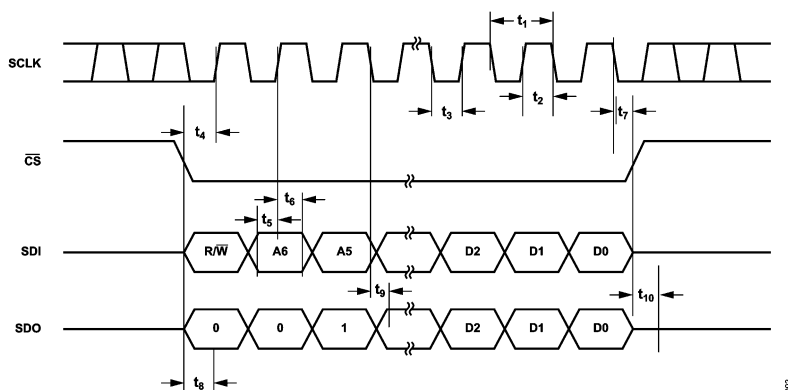 t1
SCLK
t2
t3
t7
t4
CS
t6
t5
SDI R/W A6 A5 D2 D1 D0
t9
t10
SDO 0 0 1 D2 D1 D0
t8